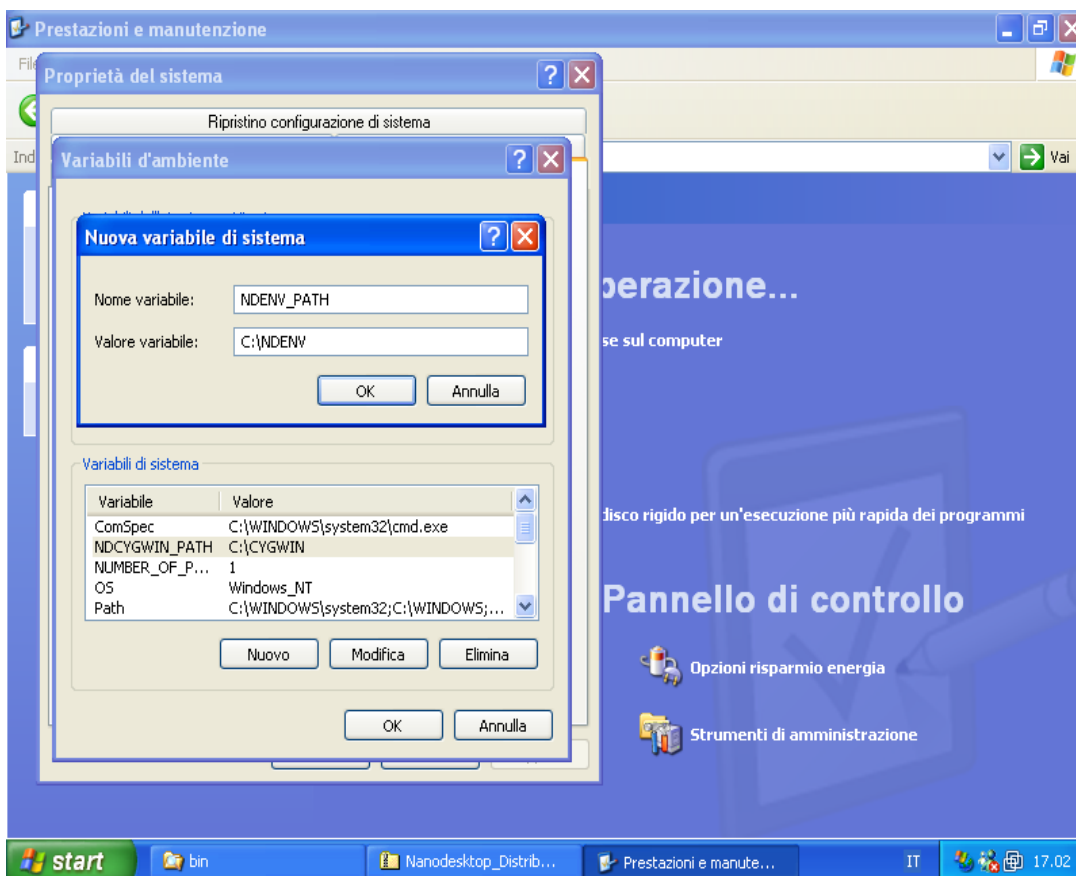 Prestazioni e manutenzione
File
Proprietà del sistema
Ripristino configurazione di sistema
Ind
Vai
Variabili d'ambiente
Nuova variabile di sistema
Nome variabile:
NDENV_PATH
Valore variabile:
C:\NDENV
OK
Annulla
perazione...
se sul computer
Variabili di sistema
Variabile
Valore
ComSpec
C:\WINDOWS\system32\cmd.exe
NDCYGWIN_PATH
C:\CYGWIN
NUMBER_OF_P...
1
OS
Windows_NT
Path
C:\WINDOWS\system32;C:\WINDOWS;...
Nuovo
Modifica
Elimina
OK
Annulla
disco rigido per un'esecuzione più rapida dei programmi
Pannello di controllo
Opzioni risparmio energia
Strumenti di amministrazione
start
bin
Nanodesktop_Distrib...
Prestazioni e manute...
IT
17.02